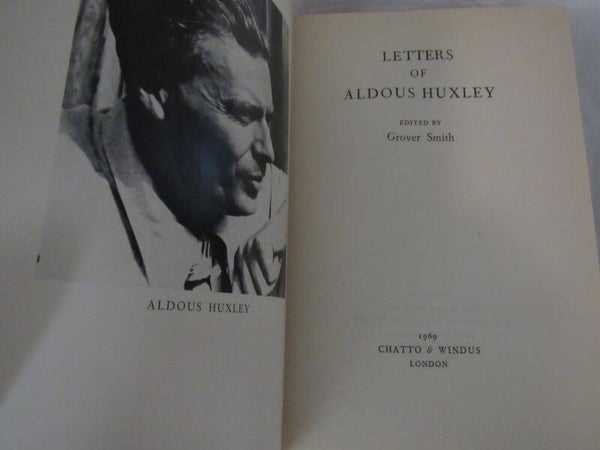 ALDOUS HUXLEY
LETTERS
OF
ALDOUS HUXLEY
EDITED BY
Grover Smith
1969
CHATTO & WINDUS
LONDON